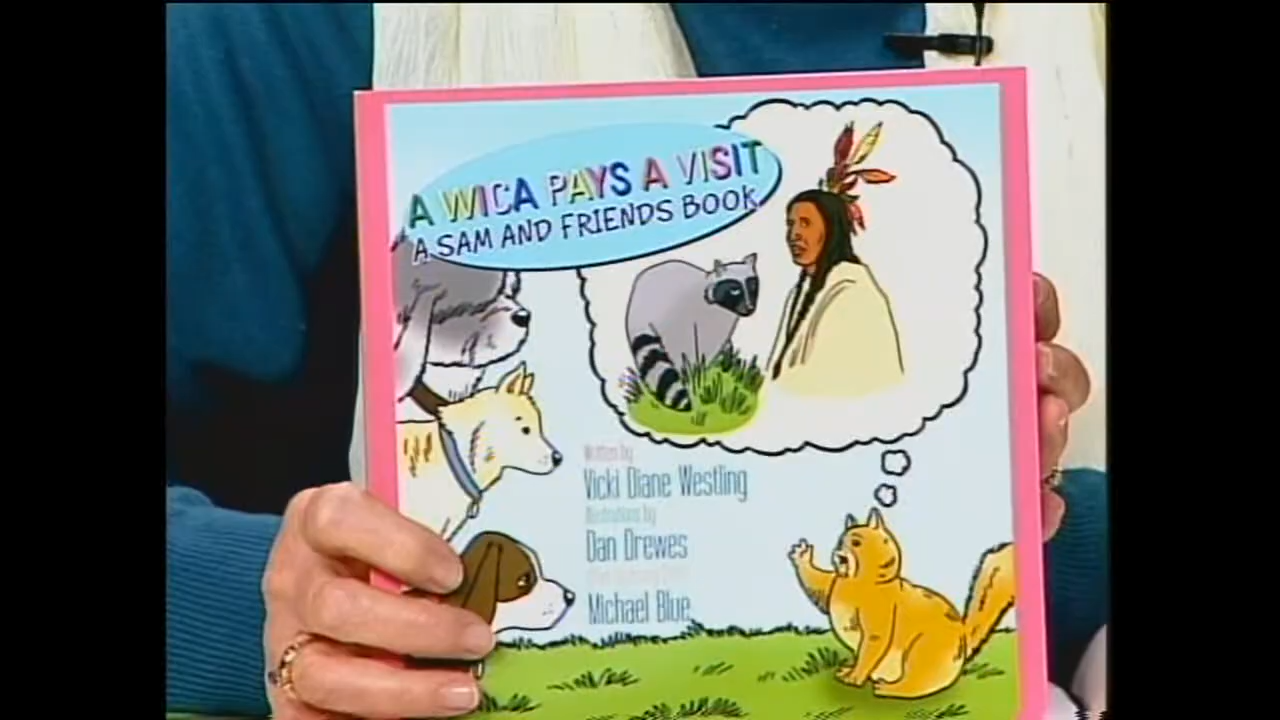 A WICA PAYS A VISIT
A SAM AND FRIENDS BOOK
Written by
Vicki Diane Westling
Illustrations by
Dan Drewes
Michael Blue